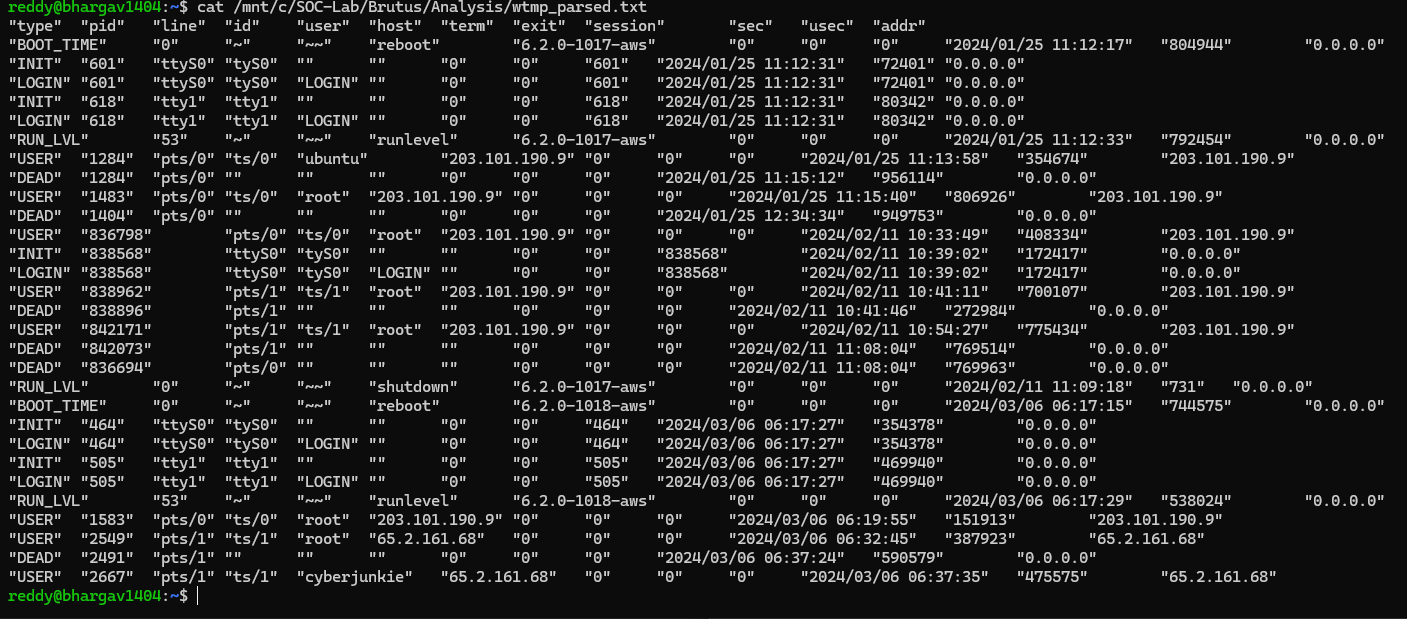 reddy@bhargav1404:~$ cat /mnt/c/SOC-Lab/Brutus/Analysis/wtmp_parsed.txt
"type" "pid" "line" "id" "user" "host" "term" "exit" "session" "sec" "usec" "addr"
"BOOT_TIME" "0" "~" "~~" "reboot" "6.2.0-1017-aws" "0" "0" "0" "2024/01/25 11:12:17" "804944" "0.0.0.0"
"INIT" "601" "ttyS0" "tyS0" "" "" "0" "0" "601" "2024/01/25 11:12:31" "72401" "0.0.0.0"
"LOGIN" "601" "ttyS0" "tyS0" "LOGIN" "" "0" "0" "601" "2024/01/25 11:12:31" "72401" "0.0.0.0"
"INIT" "618" "tty1" "tty1" "" "" "0" "0" "618" "2024/01/25 11:12:31" "80342" "0.0.0.0"
"LOGIN" "618" "tty1" "tty1" "LOGIN" "" "0" "0" "618" "2024/01/25 11:12:31" "80342" "0.0.0.0"
"RUN_LVL" "53" "~" "~~" "runlevel" "6.2.0-1017-aws" "0" "0" "0" "2024/01/25 11:12:33" "792454" "0.0.0.0"
"USER" "1284" "pts/0" "ts/0" "ubuntu" "203.101.190.9" "0" "0" "0" "2024/01/25 11:13:58" "354674" "203.101.190.9"
"DEAD" "1284" "pts/0" "" "" "" "0" "0" "0" "2024/01/25 11:15:12" "956114" "0.0.0.0"
"USER" "1483" "pts/0" "ts/0" "root" "203.101.190.9" "0" "0" "0" "2024/01/25 11:15:40" "806926" "203.101.190.9"
"DEAD" "1404" "pts/0" "" "" "" "0" "0" "0" "2024/01/25 12:34:34" "949753" "0.0.0.0"
"USER" "836798" "pts/0" "ts/0" "root" "203.101.190.9" "0" "0" "0" "2024/02/11 10:33:49" "408334" "203.101.190.9"
"INIT" "838568" "ttyS0" "tyS0" "" "" "0" "0" "838568" "2024/02/11 10:39:02" "172417" "0.0.0.0"
"LOGIN" "838568" "ttyS0" "tyS0" "LOGIN" "" "0" "0" "838568" "2024/02/11 10:39:02" "172417" "0.0.0.0"
"USER" "838962" "pts/1" "ts/1" "root" "203.101.190.9" "0" "0" "0" "2024/02/11 10:41:11" "700107" "203.101.190.9"
"DEAD" "838896" "pts/1" "" "" "" "0" "0" "0" "2024/02/11 10:41:46" "272984" "0.0.0.0"
"USER" "842171" "pts/1" "ts/1" "root" "203.101.190.9" "0" "0" "0" "2024/02/11 10:54:27" "775434" "203.101.190.9"
"DEAD" "842073" "pts/1" "" "" "" "0" "0" "0" "2024/02/11 11:08:04" "769514" "0.0.0.0"
"DEAD" "836694" "pts/0" "" "" "" "0" "0" "0" "2024/02/11 11:08:04" "769963" "0.0.0.0"
"RUN_LVL" "0" "~" "~~" "shutdown" "6.2.0-1017-aws" "0" "0" "0" "2024/02/11 11:09:18" "731" "0.0.0.0"
"BOOT_TIME" "0" "~" "~~" "reboot" "6.2.0-1018-aws" "0" "0" "0" "2024/03/06 06:17:15" "744575" "0.0.0.0"
"INIT" "464" "ttyS0" "tyS0" "" "" "0" "0" "464" "2024/03/06 06:17:27" "354378" "0.0.0.0"
"LOGIN" "464" "ttyS0" "tyS0" "LOGIN" "" "0" "0" "464" "2024/03/06 06:17:27" "354378" "0.0.0.0"
"INIT" "505" "tty1" "tty1" "" "" "0" "0" "505" "2024/03/06 06:17:27" "469940" "0.0.0.0"
"LOGIN" "505" "tty1" "tty1" "LOGIN" "" "0" "0" "505" "2024/03/06 06:17:27" "469940" "0.0.0.0"
"RUN_LVL" "53" "~" "~~" "runlevel" "6.2.0-1018-aws" "0" "0" "0" "2024/03/06 06:17:29" "538024" "0.0.0.0"
"USER" "1583" "pts/0" "ts/0" "root" "203.101.190.9" "0" "0" "0" "2024/03/06 06:19:55" "151913" "203.101.190.9"
"USER" "2549" "pts/1" "ts/1" "root" "65.2.161.68" "0" "0" "0" "2024/03/06 06:32:45" "387923" "65.2.161.68"
"DEAD" "2491" "pts/1" "" "" "" "0" "0" "0" "2024/03/06 06:37:24" "590579" "0.0.0.0"
"USER" "2667" "pts/1" "ts/1" "cyberjunkie" "65.2.161.68" "0" "0" "0" "2024/03/06 06:37:35" "475575" "65.2.161.68"
reddy@bhargav1404:~$